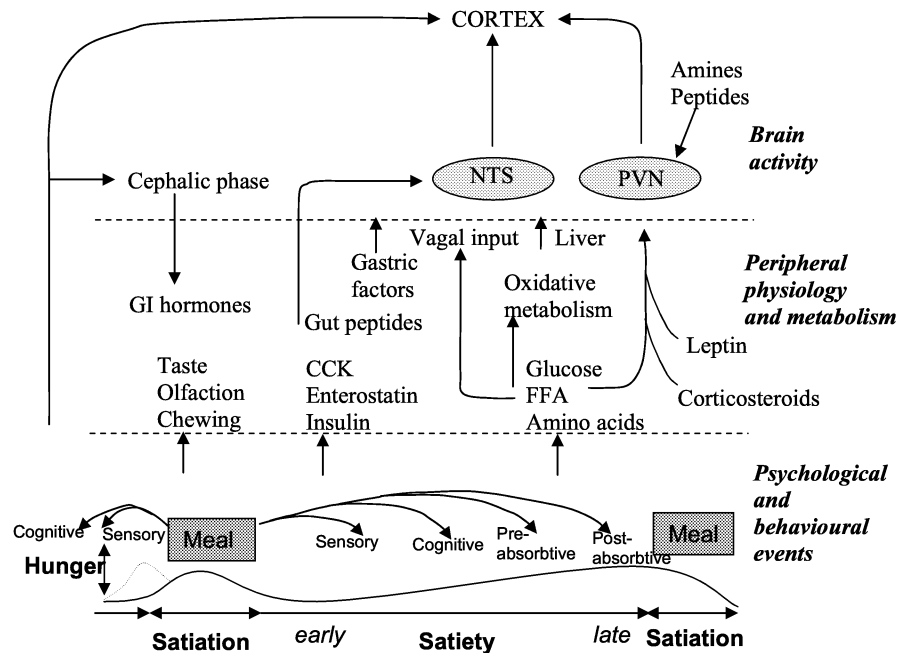 CORTEX
Amines
Peptides
Brain
activity
Cephalic phase
NTS
PVN
Vagal input
Liver
Gastric
factors
Oxidative
metabolism
Peripheral
physiology
and metabolism
GI hormones
Gut peptides
Leptin
Taste
Olfaction
Chewing
CCK
Enterostatin
Insulin
Glucose
FFA
Amino acids
Corticosteroids
Psychological
and
behavioural
events
Cognitive
Sensory
Meal
Sensory
Cognitive
Pre-
absorbtive
Post-
absorbtive
Meal
Hunger
Satiation
early
Satiety
late
Satiation